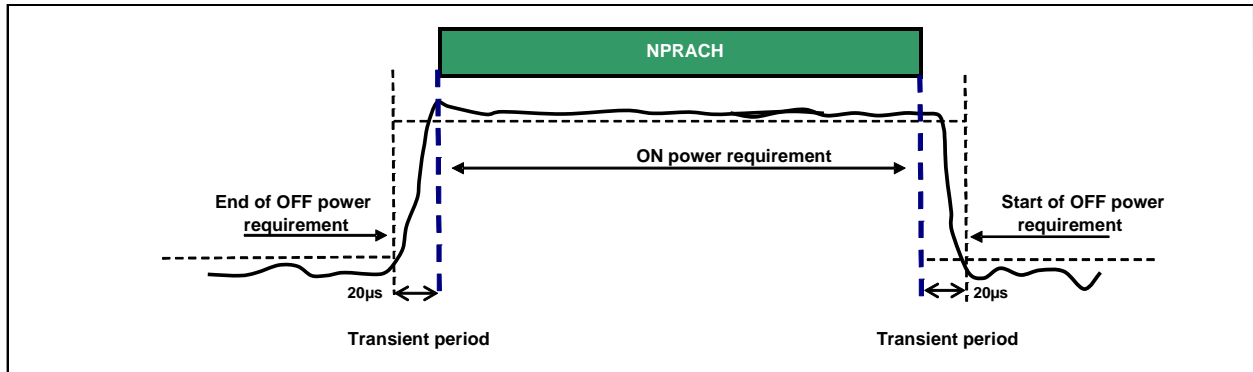 NPRACH
ON power requirement
End of OFF power
requirement
Start of OFF power
requirement
20µs
20µs
Transient period
Transient period